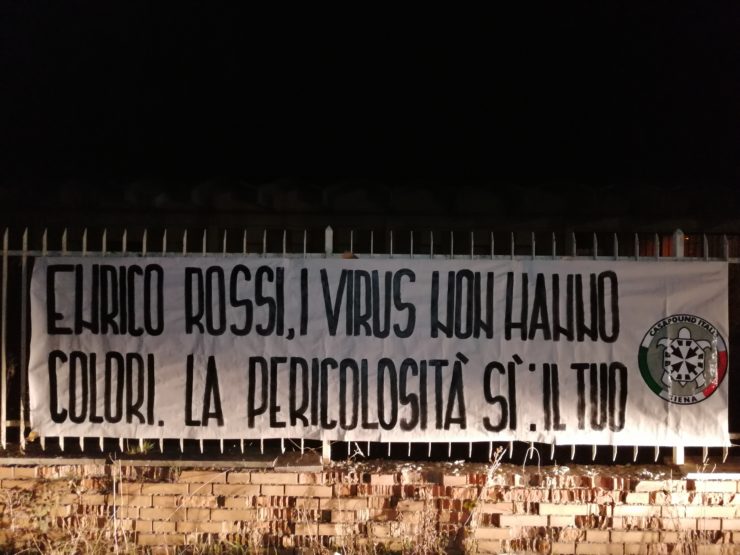 ENRICO ROSSI, I VIRUS NON HANNO
COLORI. LA PERICOLOSITÀ SÌ: IL TUO
CASAPOUND ITALIA
SIENA